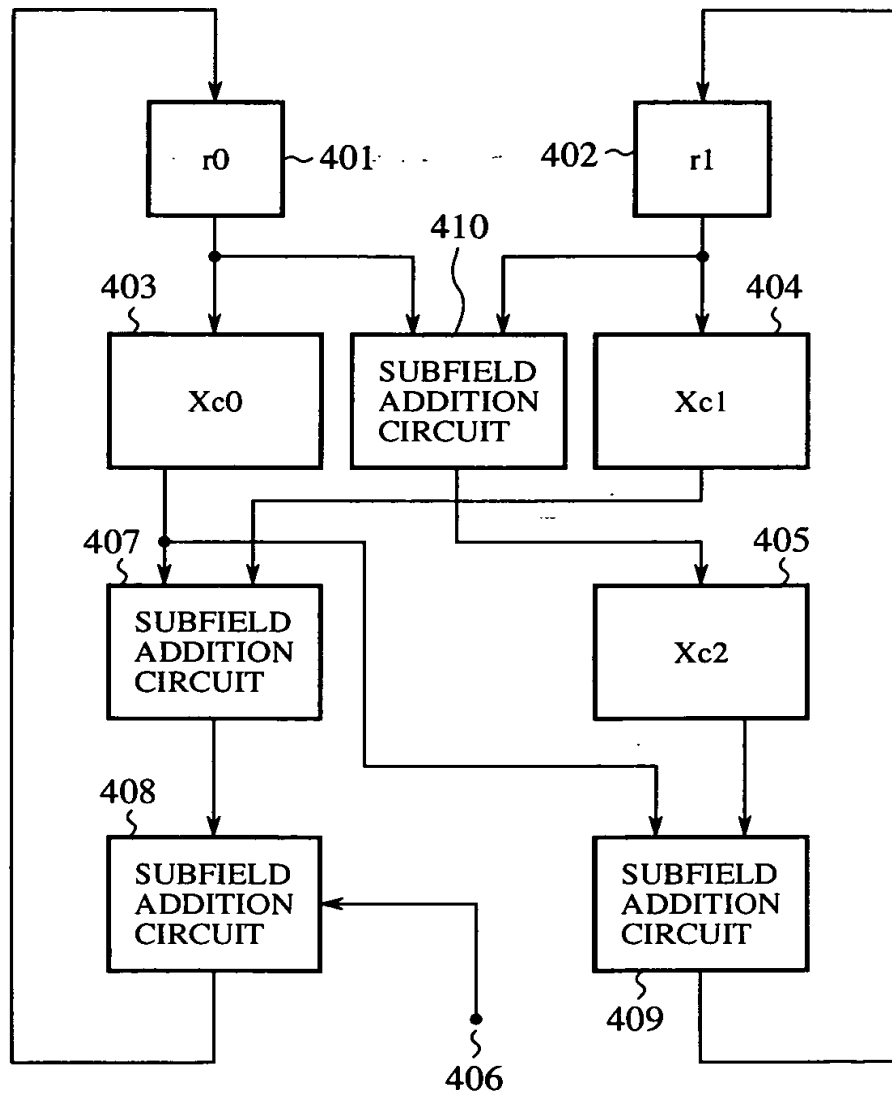 r0
401
402
r1
410
403
404
Xc0
SUBFIELD
ADDITION
CIRCUIT
Xc1
407
405
SUBFIELD
ADDITION
CIRCUIT
Xc2
408
SUBFIELD
ADDITION
CIRCUIT
SUBFIELD
ADDITION
CIRCUIT
409
406